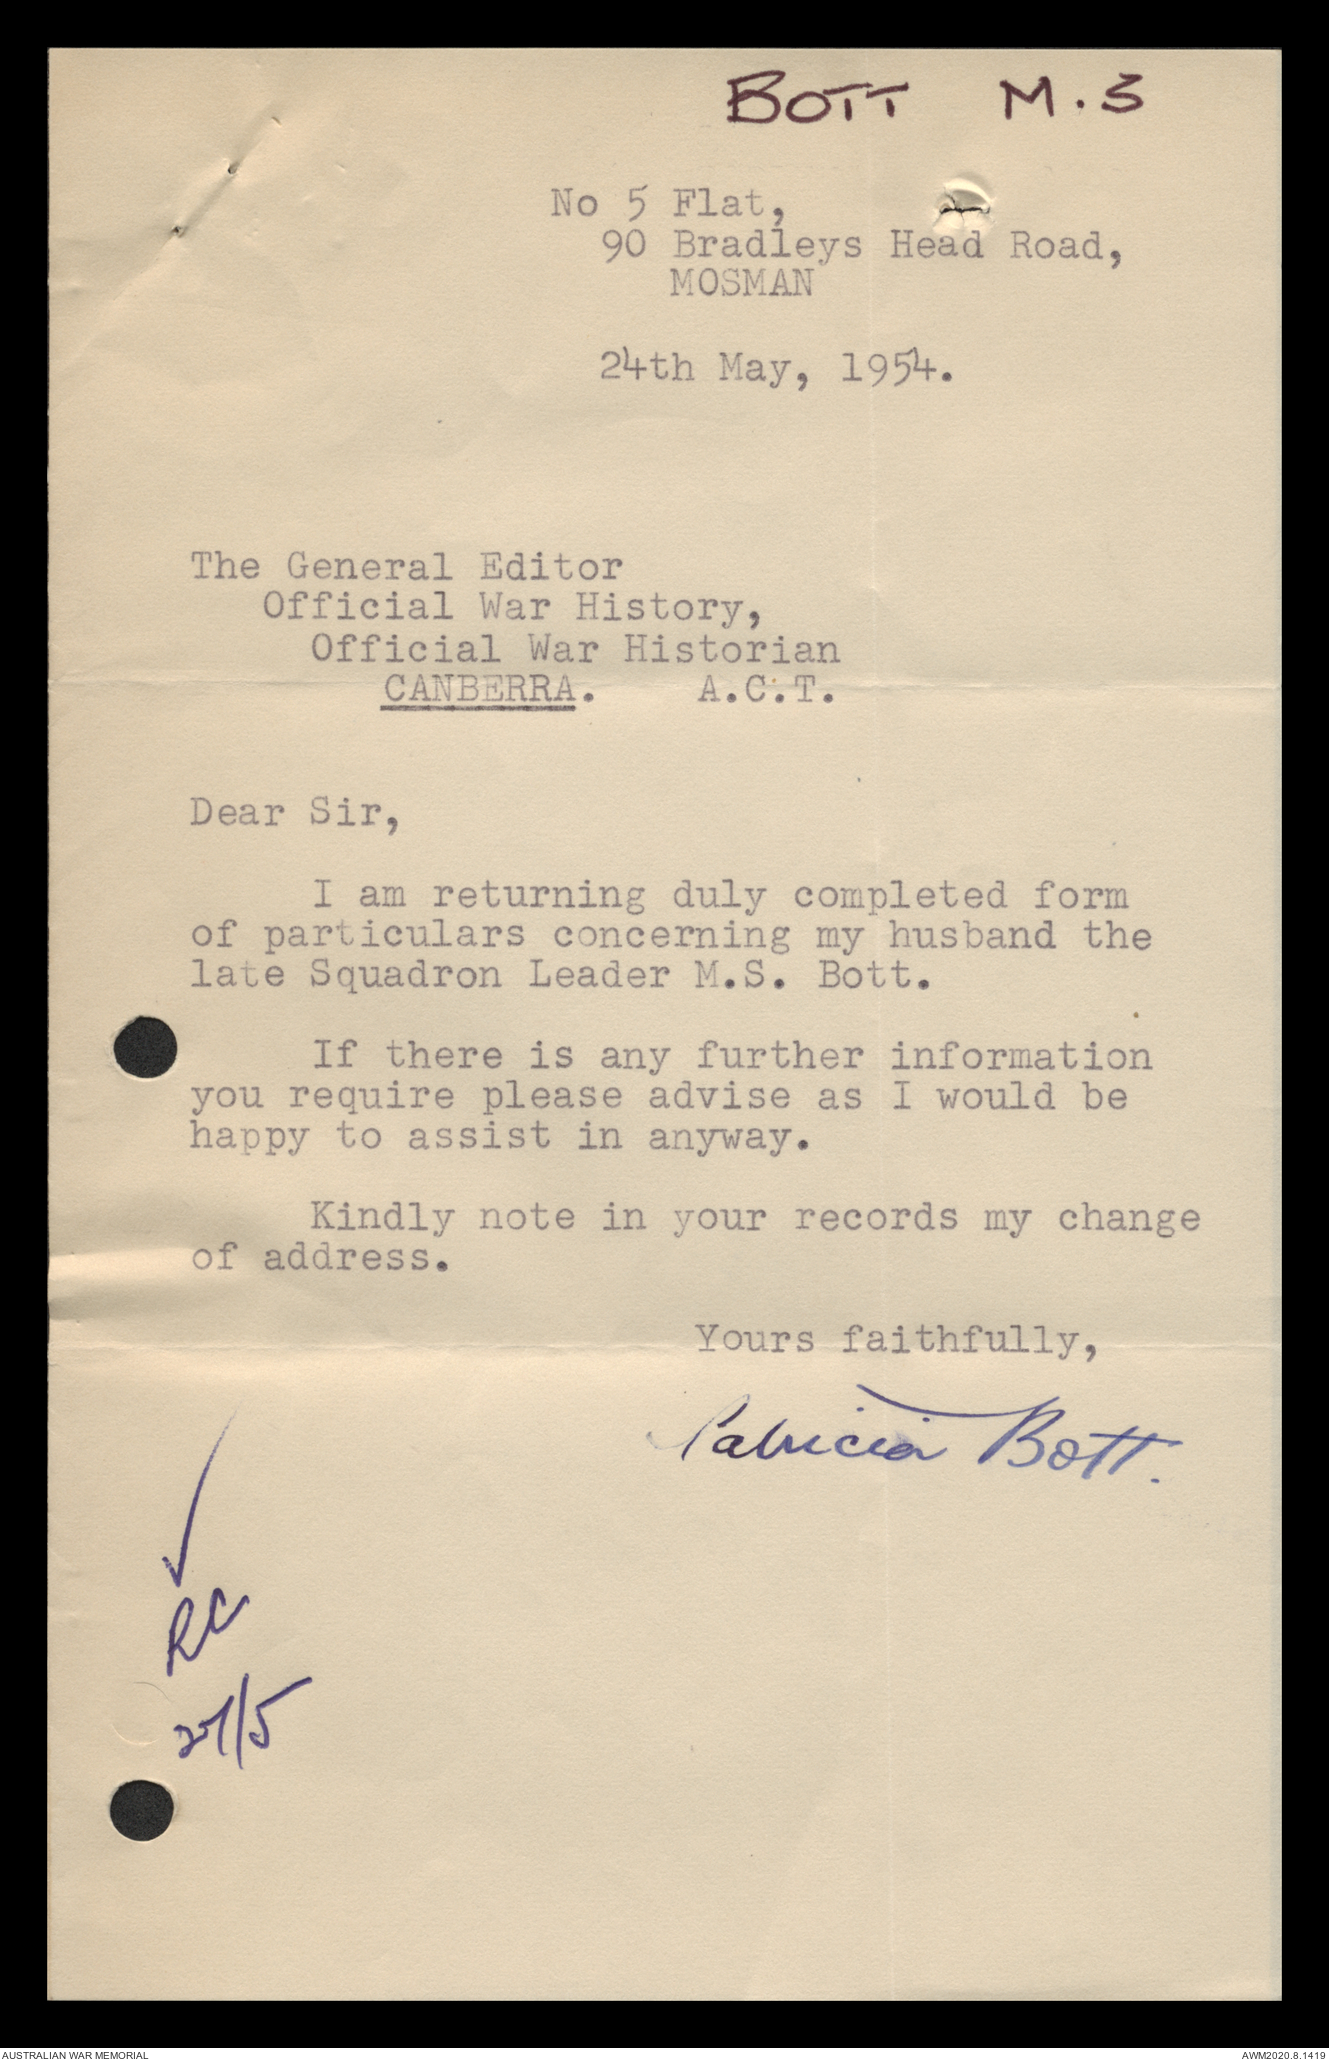 BOTT M.S
No 5 Flat,
90 Bradleys Head Road,
MOSMAN
24th May, 1954.
The General Editor
Official War History,
Official War Historian
CANBERRA. A.C.T.
Dear Sir,
I am returning duly completed form
of particulars concerning my husband the
late Squadron Leader M.S. Bott.
If there is any further information
you require please advise as I would be
happy to assist in anyway.
Kindly note in your records my change
of address.
Yours faithfully,
Patricia Bott.
✓
RC
27/5
AUSTRALIAN WAR MEMORIAL
AWM2020.8.1419